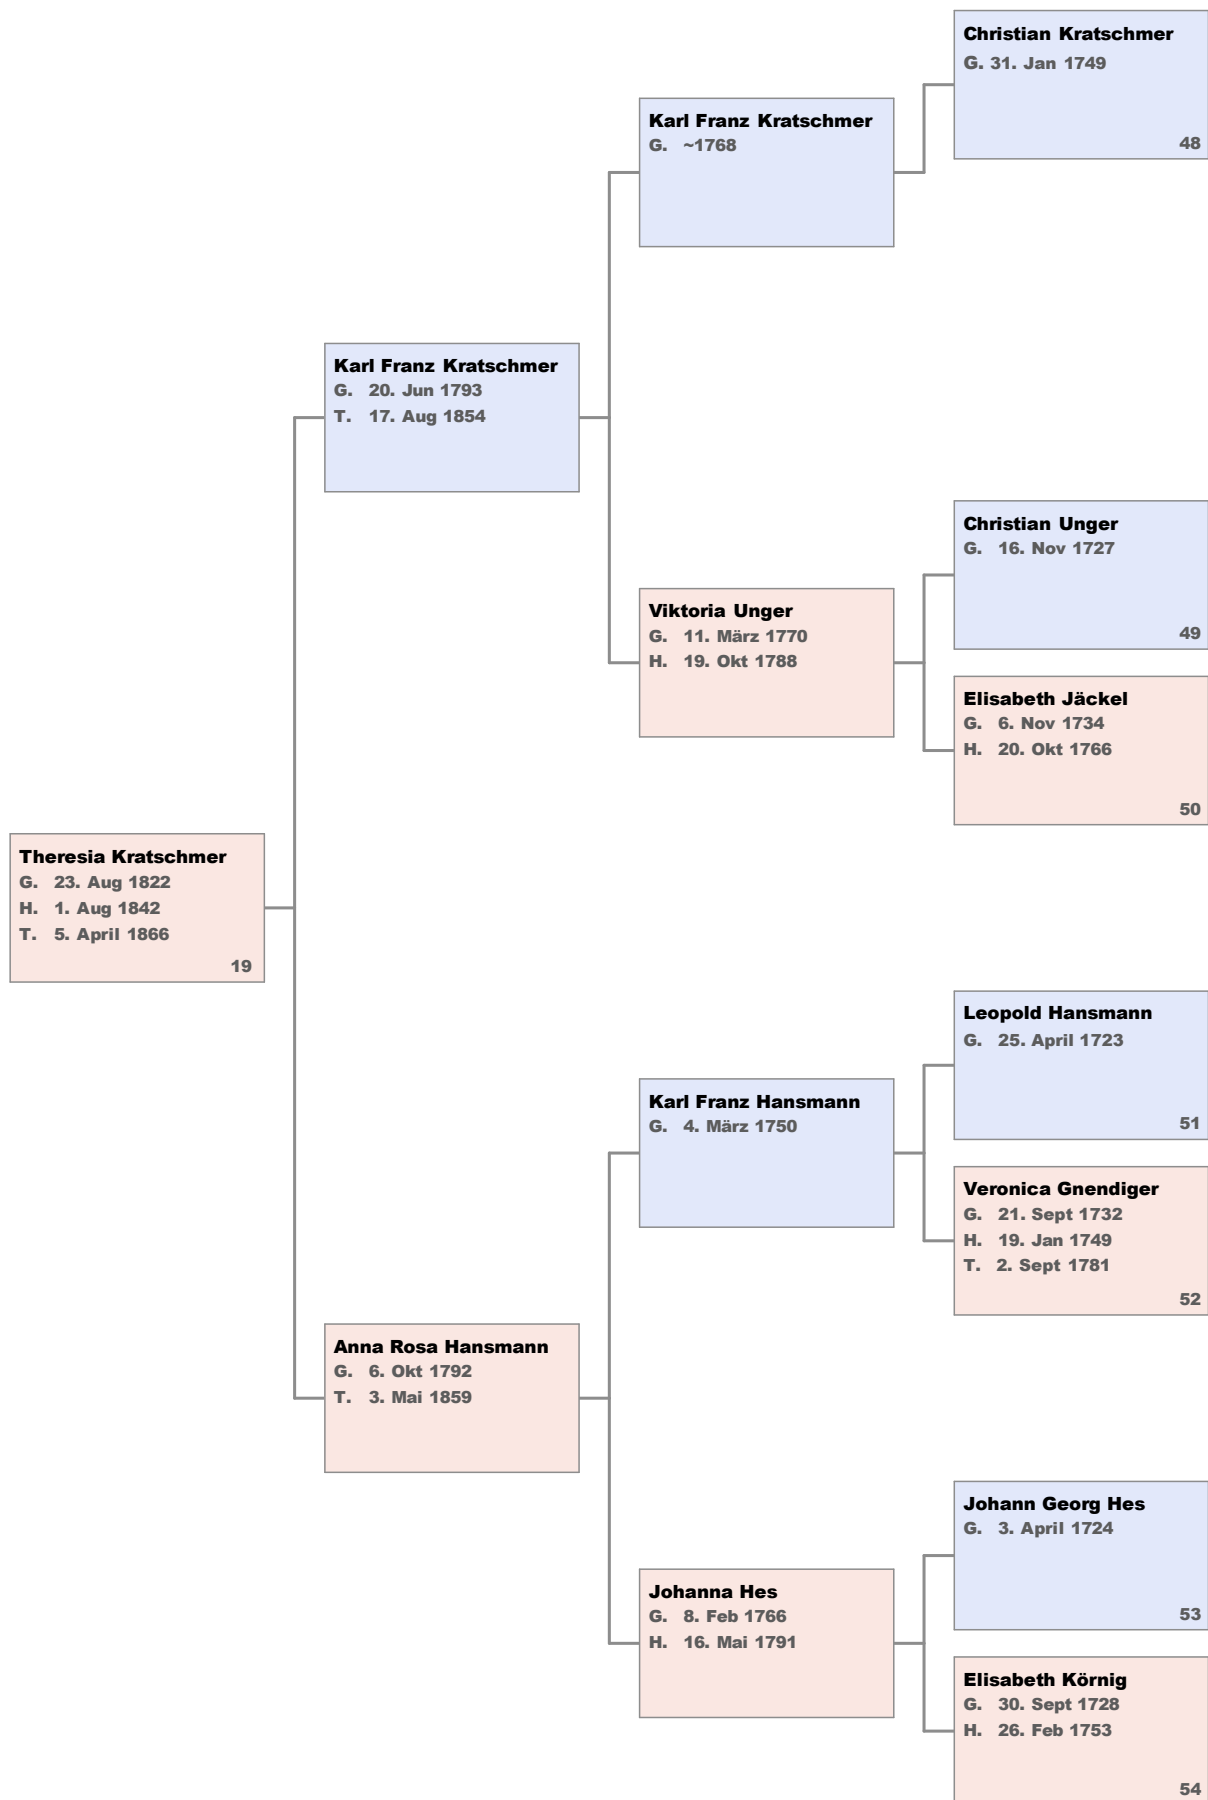 Christian Kratschmer
G. 31. Jan 1749
48
Karl Franz Kratschmer
G. ~1768
Karl Franz Kratschmer
G. 20. Jun 1793
T. 17. Aug 1854
Christian Unger
G. 16. Nov 1727
49
Viktoria Unger
G. 11. März 1770
H. 19. Okt 1788
Elisabeth Jäckel
G. 6. Nov 1734
H. 20. Okt 1766
50
Theresia Kratschmer
G. 23. Aug 1822
H. 1. Aug 1842
T. 5. April 1866
19
Leopold Hansmann
G. 25. April 1723
51
Karl Franz Hansmann
G. 4. März 1750
Veronica Gnendiger
G. 21. Sept 1732
H. 19. Jan 1749
T. 2. Sept 1781
52
Anna Rosa Hansmann
G. 6. Okt 1792
T. 3. Mai 1859
Johann Georg Hes
G. 3. April 1724
53
Johanna Hes
G. 8. Feb 1766
H. 16. Mai 1791
Elisabeth Körnig
G. 30. Sept 1728
H. 26. Feb 1753
54